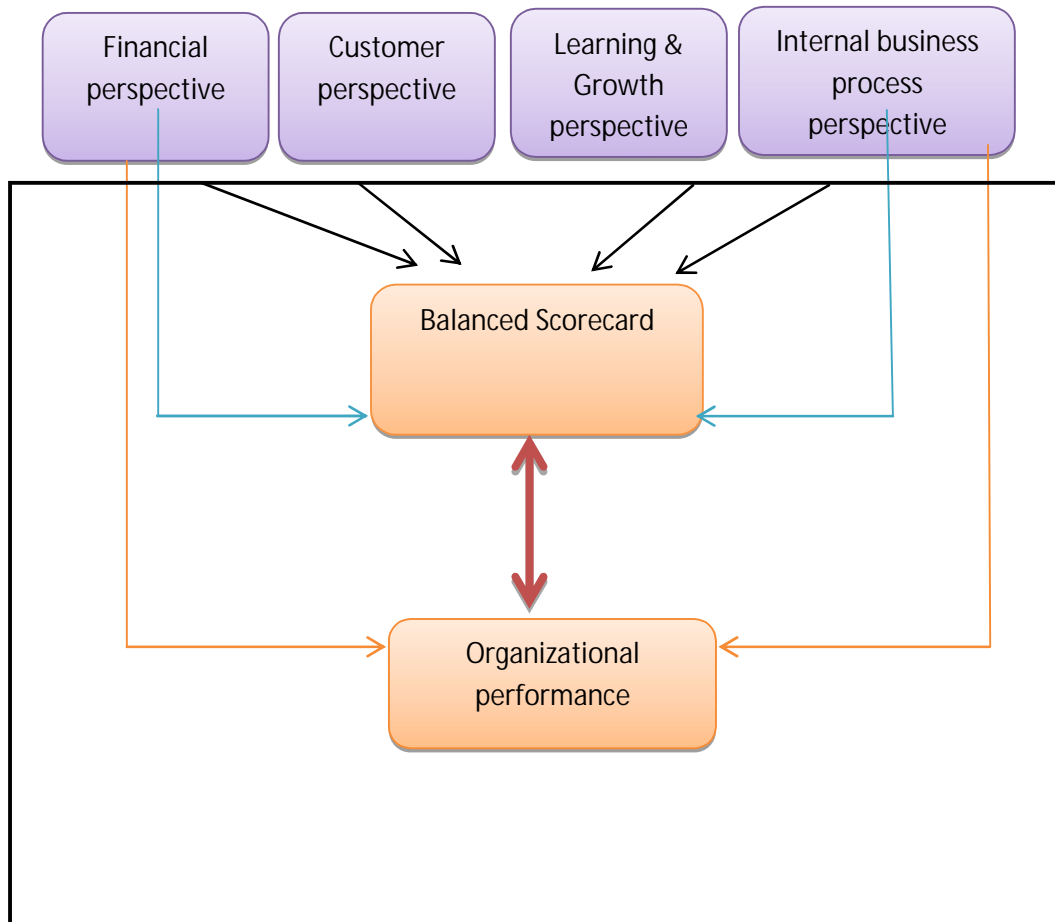 Financial
perspective
Customer
perspective
Learning &
Growth
perspective
Internal business
process
perspective
Balanced Scorecard
Organizational
performance